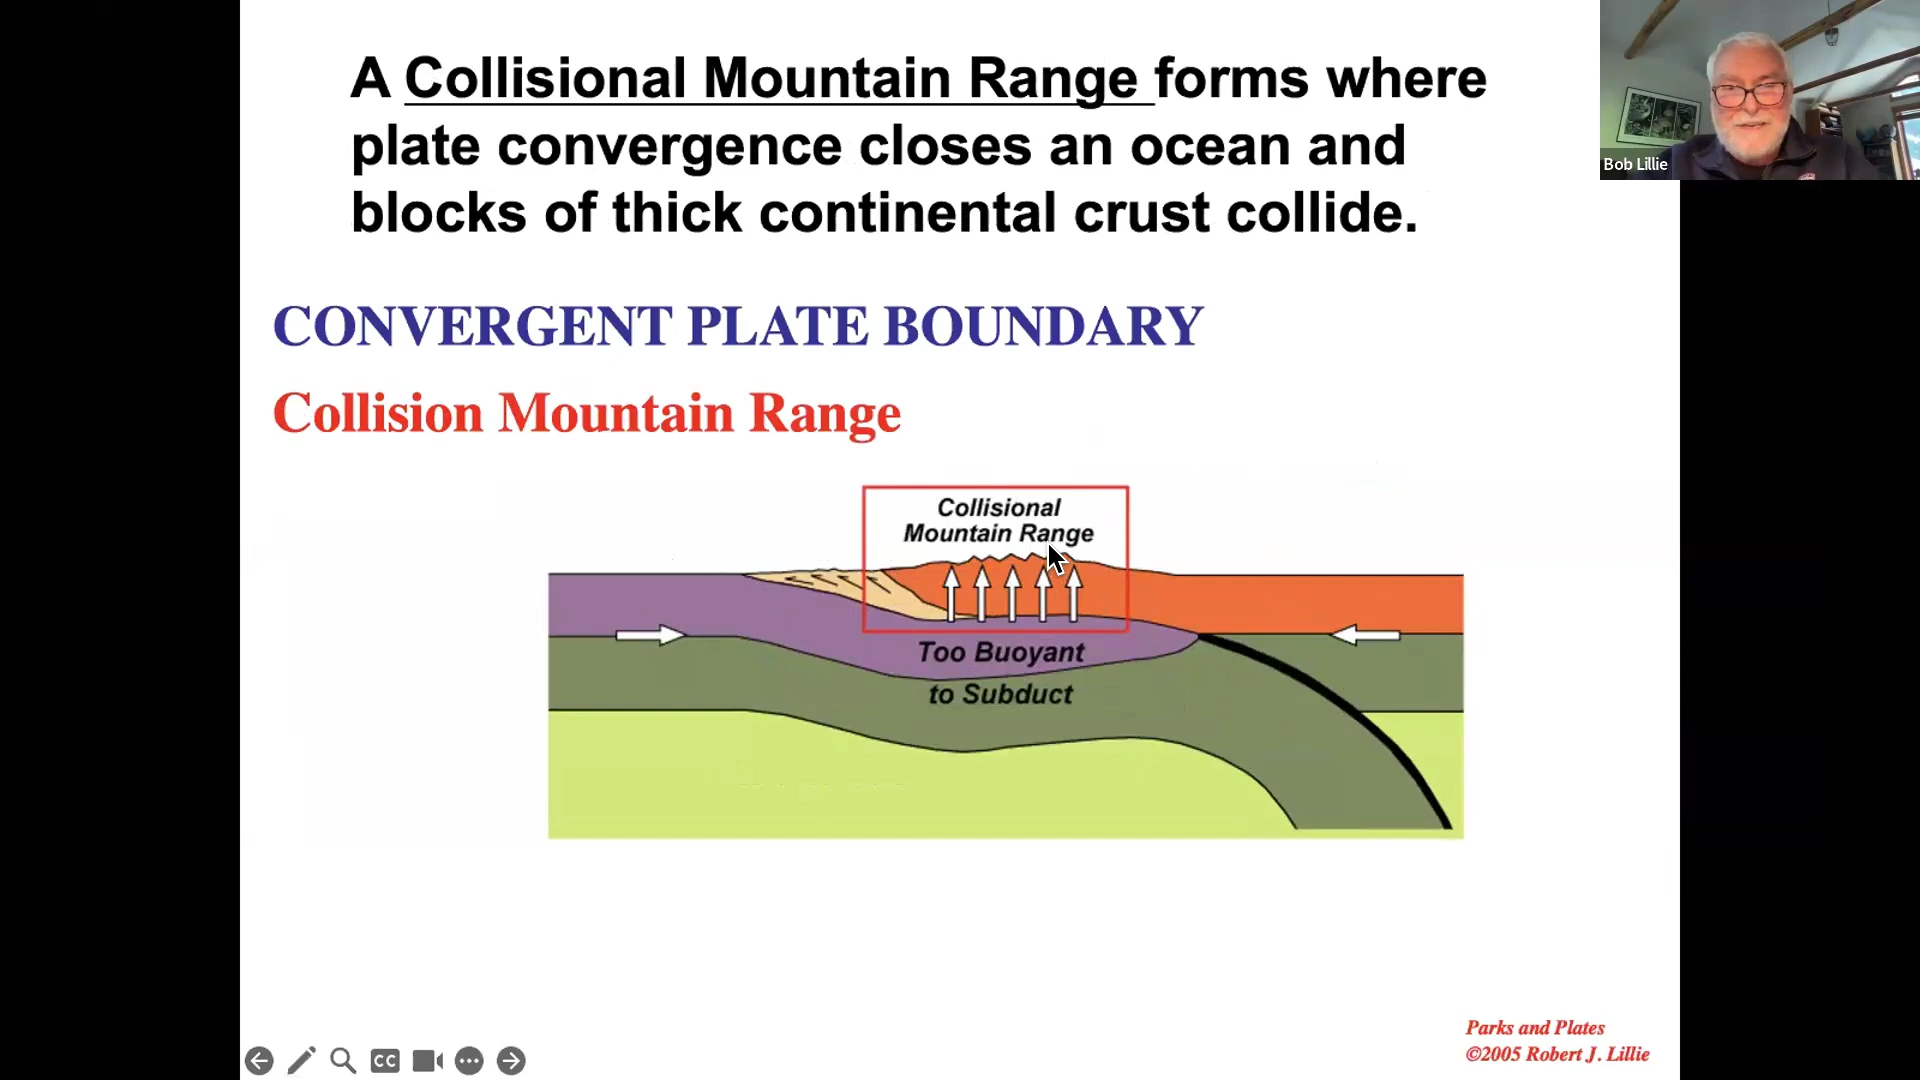 A Collisional Mountain Range forms where
plate convergence closes an ocean and
blocks of thick continental crust collide.
Bob Lillie
CONVERGENT PLATE BOUNDARY
Collision Mountain Range
Collisional
Mountain Range
Too Buoyant
to Subduct
Parks and Plates
©2005 Robert J. Lillie
CC